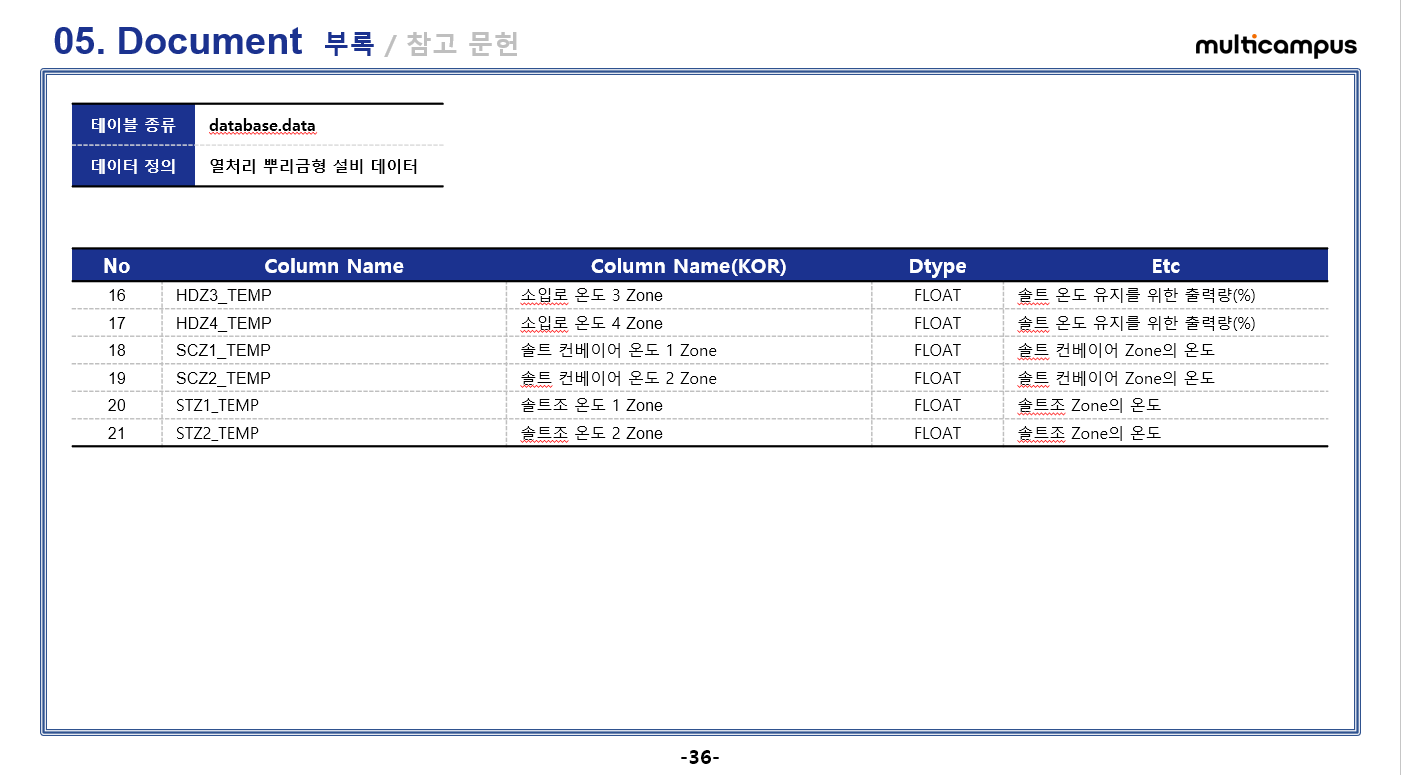 05. Document 부록 / 참고 문헌
multicampus
테이블 종류 database.data
데이터 정의 열처리 뿌리금형 설비 데이터
No Column Name Column Name(KOR) Dtype Etc
16 HDZ3_TEMP 소입로 온도 3 Zone FLOAT 솔트 온도 유지를 위한 출력량(%)
17 HDZ4_TEMP 소입로 온도 4 Zone FLOAT 솔트 온도 유지를 위한 출력량(%)
18 SCZ1_TEMP 솔트 컨베이어 온도 1 Zone FLOAT 솔트 컨베이어 Zone의 온도
19 SCZ2_TEMP 솔트 컨베이어 온도 2 Zone FLOAT 솔트 컨베이어 Zone의 온도
20 STZ1_TEMP 솔트조 온도 1 Zone FLOAT 솔트조 Zone의 온도
21 STZ2_TEMP 솔트조 온도 2 Zone FLOAT 솔트조 Zone의 온도
-36-